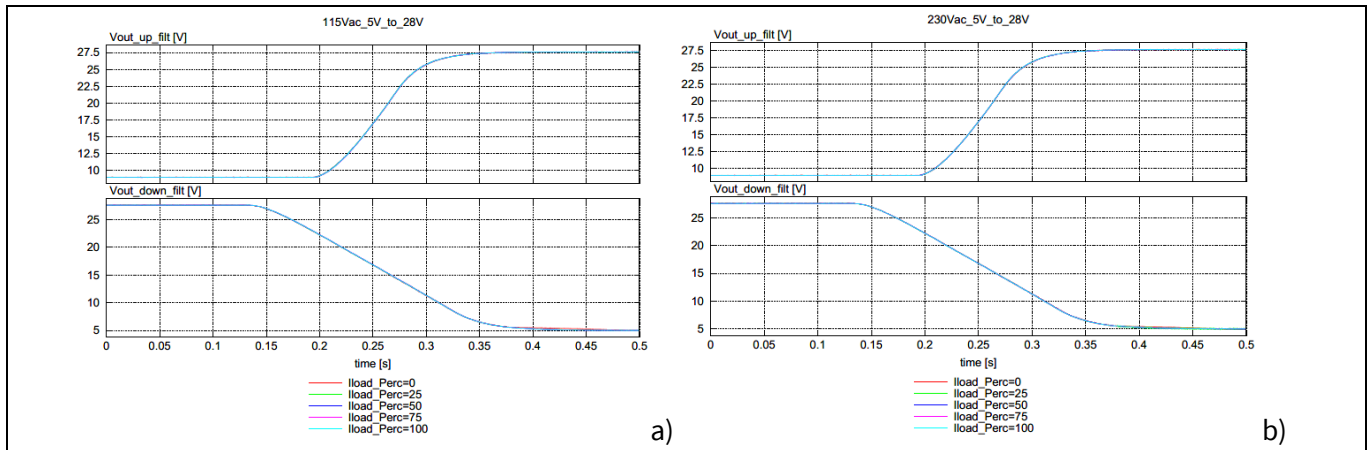 115Vac_5V_to_28V
Vout_up_filt [V]
27.5
25
22.5
20
17.5
15
12.5
10
Vout_down_filt [V]
25
20
15
10
5
0 0.05 0.1 0.15 0.2 0.25 0.3 0.35 0.4 0.45 0.5
time [s]
Iload_Perc=0
Iload_Perc=25
Iload_Perc=50
Iload_Perc=75
Iload_Perc=100
a)
230Vac_5V_to_28V
Vout_up_filt [V]
27.5
25
22.5
20
17.5
15
12.5
10
Vout_down_filt [V]
25
20
15
10
5
0 0.05 0.1 0.15 0.2 0.25 0.3 0.35 0.4 0.45 0.5
time [s]
Iload_Perc=0
Iload_Perc=25
Iload_Perc=50
Iload_Perc=75
Iload_Perc=100
b)